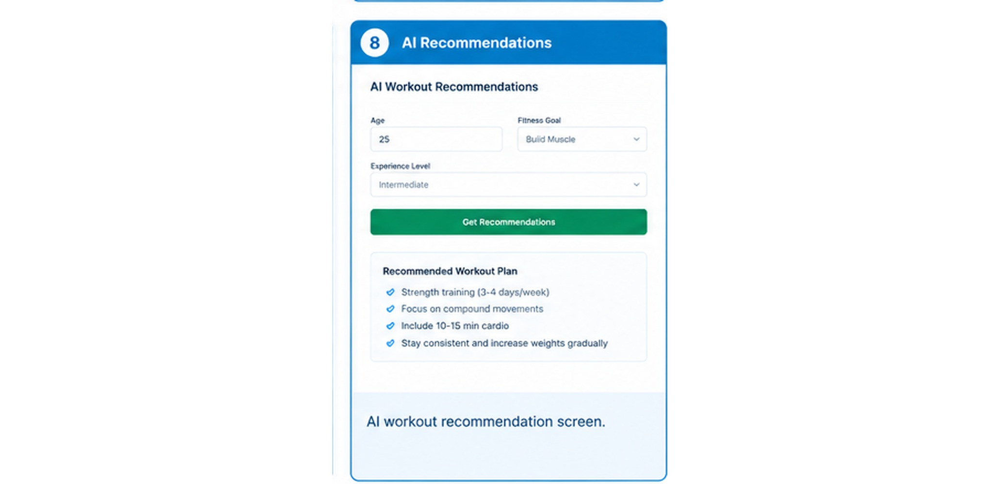 8 AI Recommendations
AI Workout Recommendations
Age
Fitness Goal
25
Build Muscle
Experience Level
Intermediate
Get Recommendations
Recommended Workout Plan
Strength training (3-4 days/week)
Focus on compound movements
Include 10-15 min cardio
Stay consistent and increase weights gradually
AI workout recommendation screen.